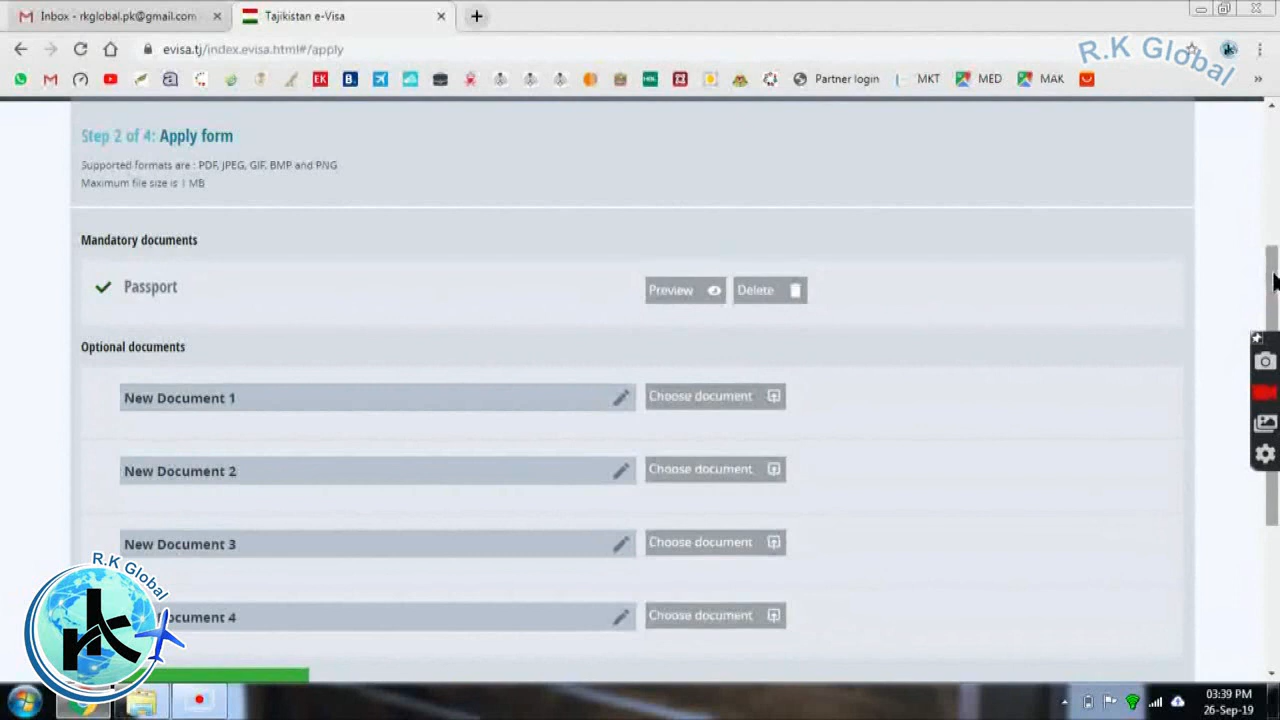 Inbox - rkglobal.pk@gmail.com
Tajikistan e-Visa
evisa.tj/index.evisa.html#/apply
R.K Global
EK
B.
HBL
Partner login
MKT
MED
MAK
»
Step 2 of 4: Apply form
Supported formats are : PDF, JPEG, GIF, BMP and PNG
Maximum file size is 1 MB
Mandatory documents
Passport
Preview
Delete
Optional documents
New Document 1
Choose document
New Document 2
Choose document
New Document 3
Choose document
ocument 4
Choose document
R.K Global
rk
03:39 PM
26-Sep-19